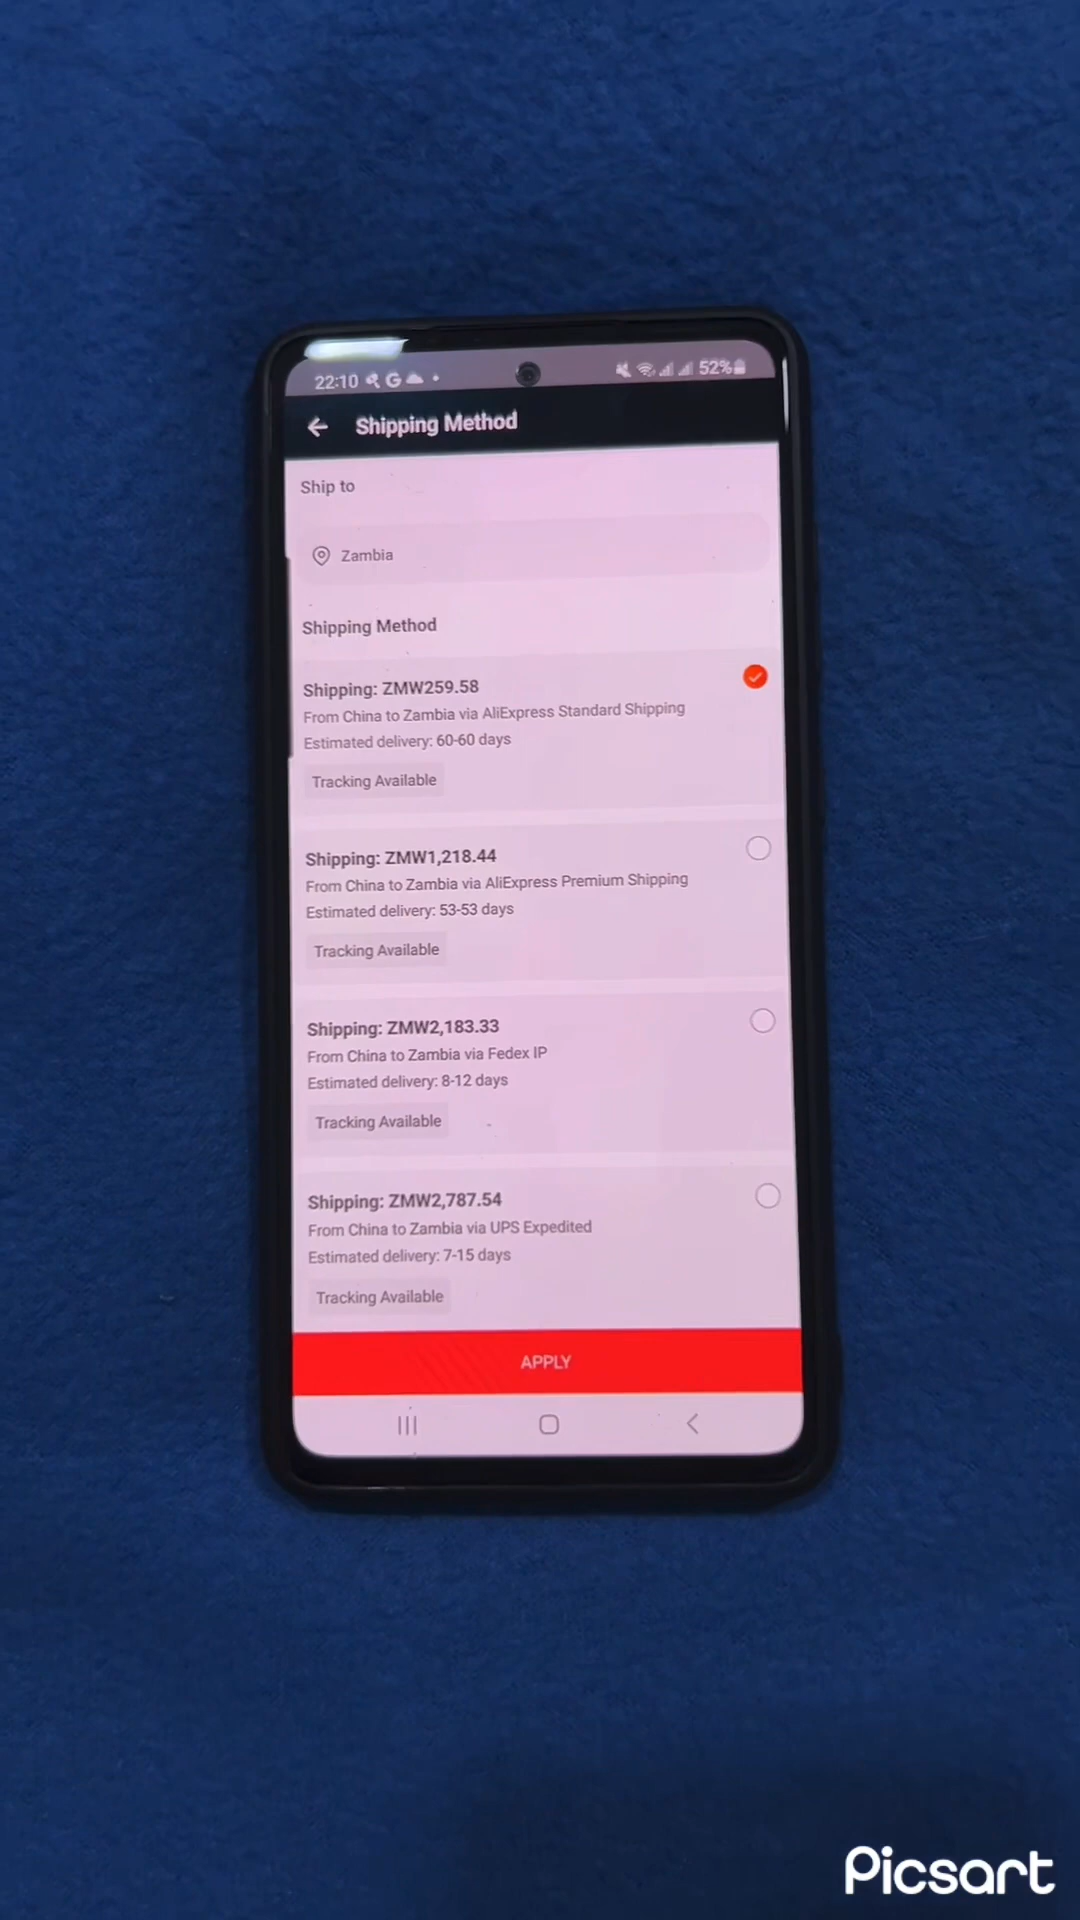 22:10 G 52%
Shipping Method
Ship to
Zambia
Shipping Method
Shipping: ZMW259.58
From China to Zambia via AliExpress Standard Shipping
Estimated delivery: 60-60 days
Tracking Available
Shipping: ZMW1,218.44
From China to Zambia via AliExpress Premium Shipping
Estimated delivery: 53-53 days
Tracking Available
Shipping: ZMW2,183.33
From China to Zambia via Fedex IP
Estimated delivery: 8-12 days
Tracking Available
Shipping: ZMW2,787.54
From China to Zambia via UPS Expedited
Estimated delivery: 7-15 days
Tracking Available
APPLY
Picsart